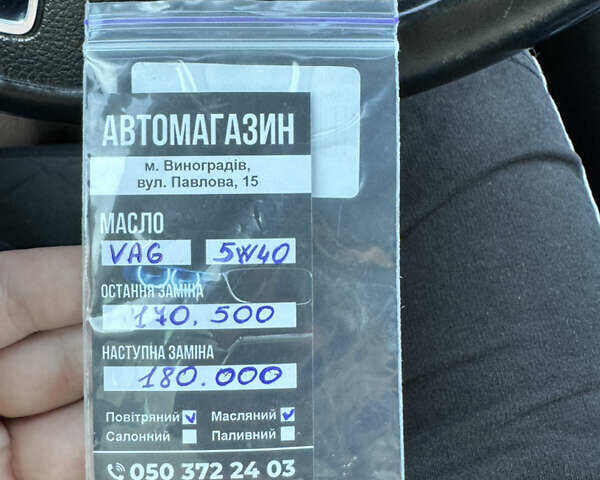 АВТОМАГАЗИН
м. Виноградів,
вул. Павлова, 15
МАСЛО
VAG 5W40
ОСТАННЯ ЗАМІНА
170.500
НАСТУПНА ЗАМІНА
180.000
Повітряний Масляний
Салонний Паливний
050 372 24 03